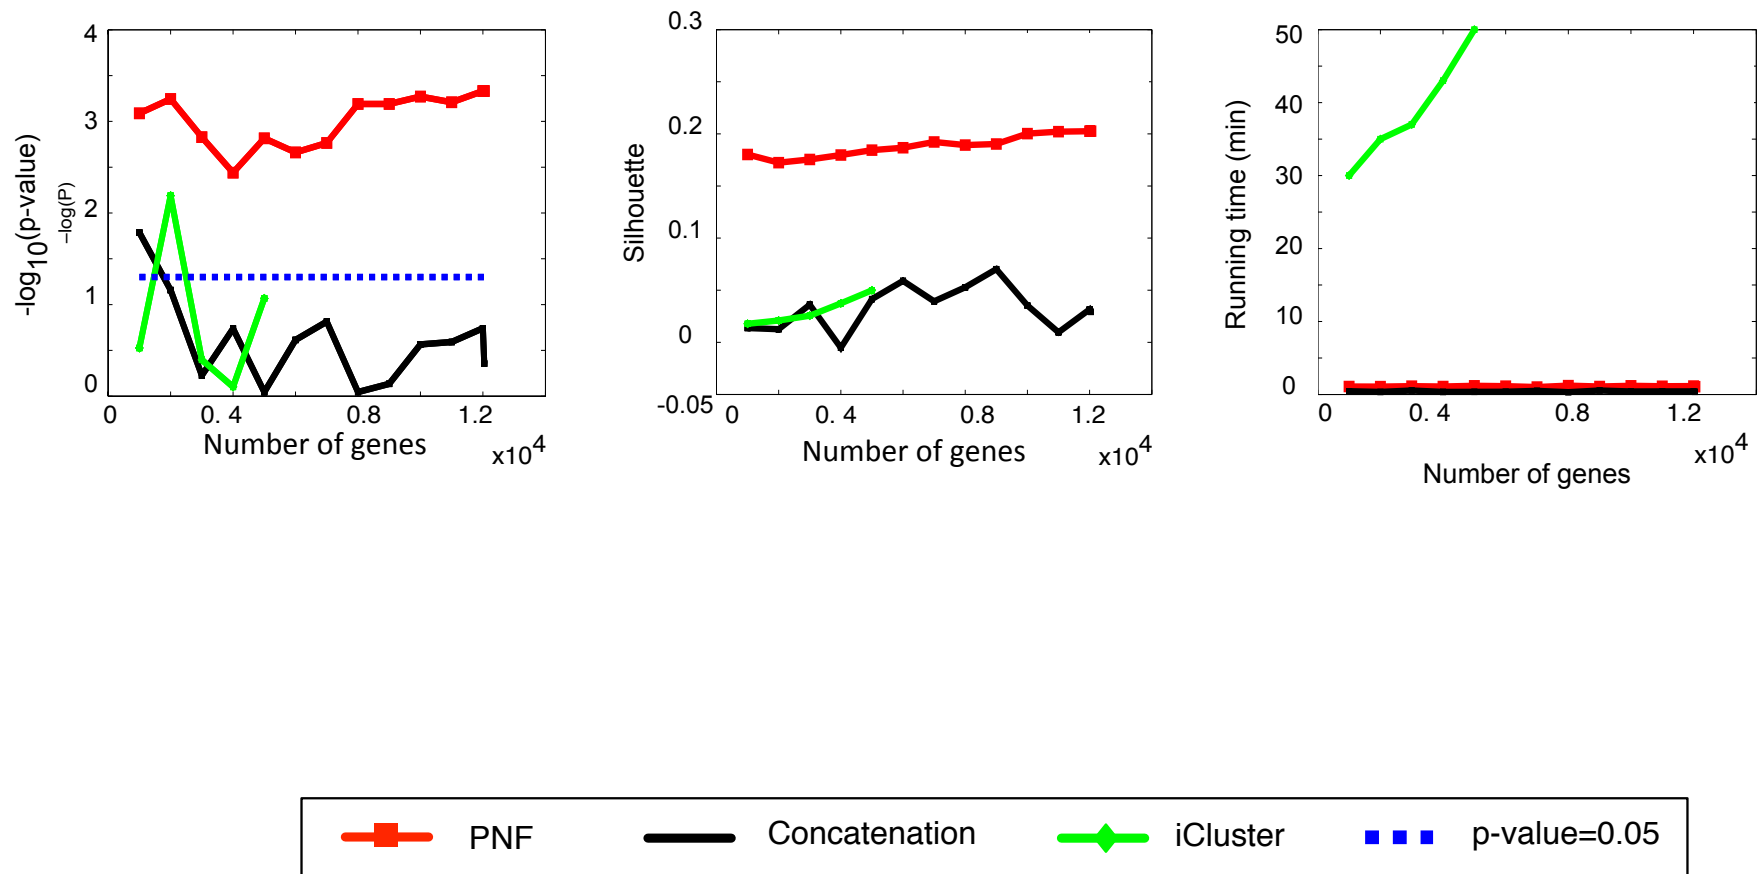 4
3
2
1
0
-log10(p-value)
-log(P)
0 0.4 0.8 1.2
Number of genes
x10^4
0.3
0.2
0.1
0
-0.05
Silhouette
0 0.4 0.8 1.2
Number of genes
x10^4
50
40
30
20
10
0
Running time (min)
0 0.4 0.8 1.2
x10^4
Number of genes
PNF Concatenation iCluster p-value=0.05